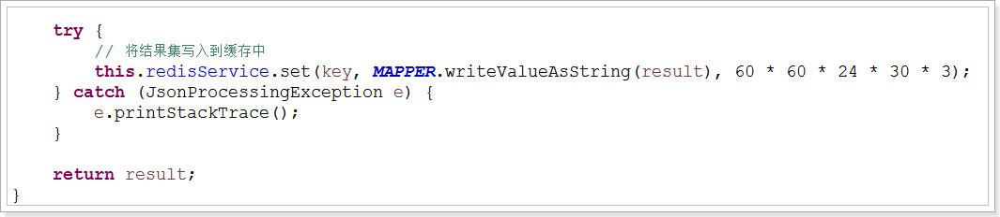 try {
// 将结果集写入到缓存中
this.redisService.set(key, MAPPER.writeValueAsString(result), 60 * 60 * 24 * 30 * 3);
} catch (JsonProcessingException e) {
e.printStackTrace();
}
return result;
}